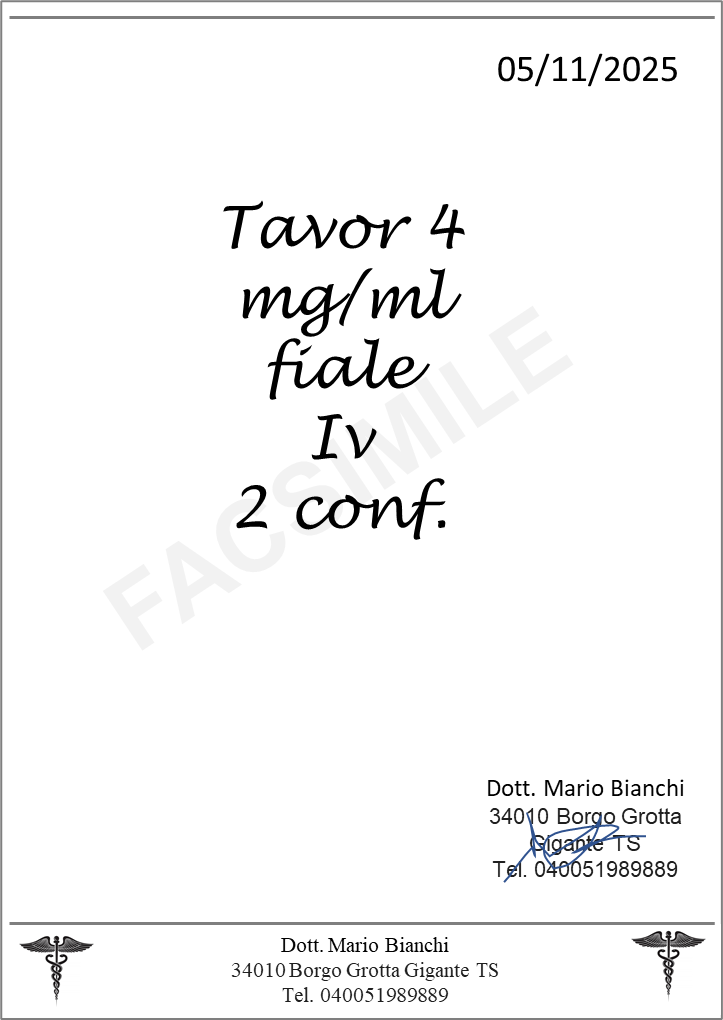 05/11/2025
Tavor 4
mg/ml
fiale
Iv
2 conf.
FACSIMILE
Dott. Mario Bianchi
34010 Borgo Grotta
Gigante TS
Tel. 040051989889
Dott. Mario Bianchi
34010 Borgo Grotta Gigante TS
Tel. 040051989889